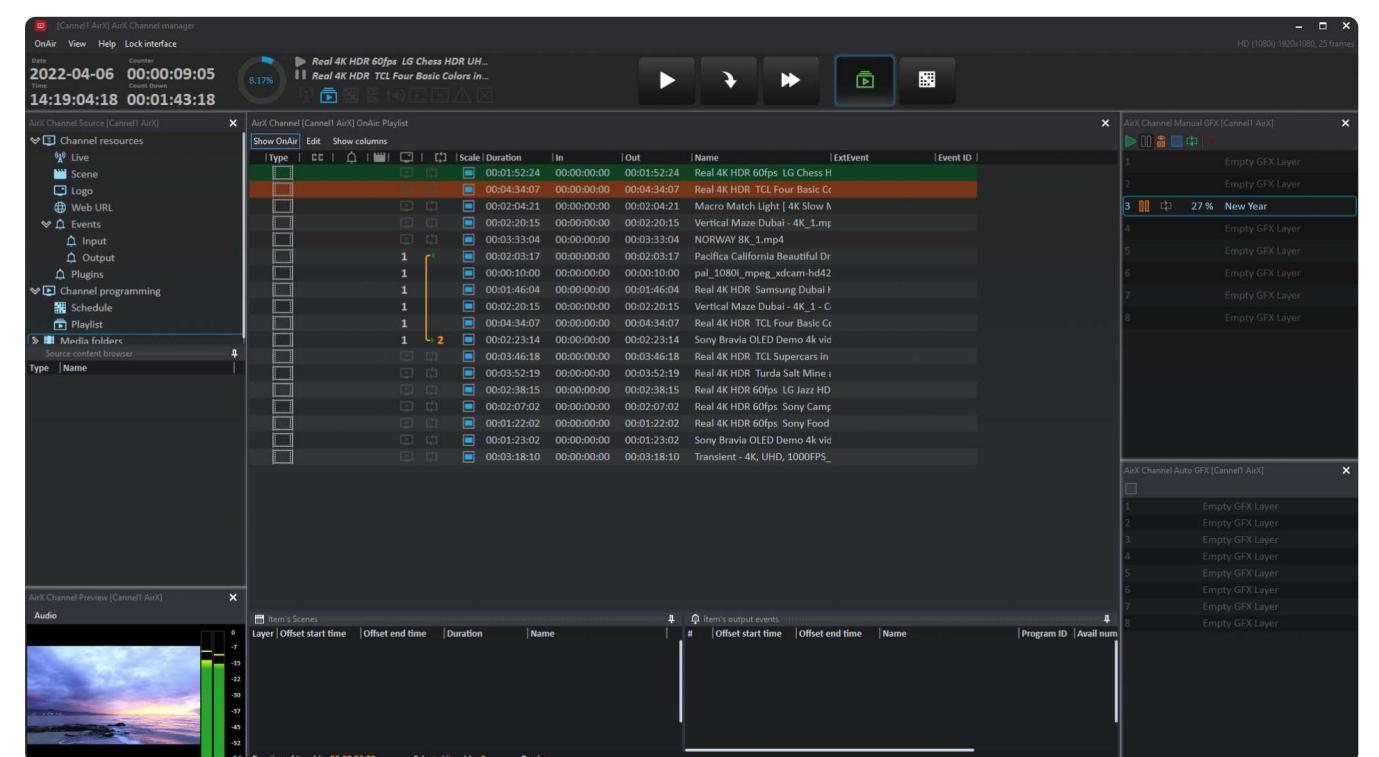 [Cannel1 AirX] AirX Channel manager
OnAir View Help Lock interface
HD (1080i) 1920x1080, 25 frames
Date Counter
2022-04-06 00:00:09:05
Time Count Down
14:19:04:18 00:01:43:18
8.17%
Real 4K HDR 60fps LG Chess HDR UH...
Real 4K HDR TCL Four Basic Colors in...
AirX Channel Source [Cannel1 AirX]
Channel resources
Live
Scene
Logo
Web URL
Events
Input
Output
Plugins
Channel programming
Schedule
Playlist
Media folders
Source content browser
Type Name
AirX Channel [Cannel1 AirX] OnAir: Playlist
Show OnAir Edit Show columns
Type CC Scale Duration In Out Name ExtEvent Event ID
00:01:52:24 00:00:00:00 00:01:52:24 Real 4K HDR 60fps LG Chess H
00:04:34:07 00:00:00:00 00:04:34:07 Real 4K HDR TCL Four Basic Cc
00:02:04:21 00:00:00:00 00:02:04:21 Macro Match Light [ 4K Slow M
00:02:20:15 00:00:00:00 00:02:20:15 Vertical Maze Dubai - 4K_1.mp
00:03:33:04 00:00:00:00 00:03:33:04 NORWAY 8K_1.mp4
1 00:02:03:17 00:00:00:00 00:02:03:17 Pacifica California Beautiful Dr
1 00:00:10:00 00:00:00:00 00:00:10:00 pal_1080i_mpeg_xdcam-hd42
1 00:01:46:04 00:00:00:00 00:01:46:04 Real 4K HDR Samsung Dubai
1 00:02:20:15 00:00:00:00 00:02:20:15 Vertical Maze Dubai - 4K_1 - C
1 00:04:34:07 00:00:00:00 00:04:34:07 Real 4K HDR TCL Four Basic Cc
1 2 00:02:23:14 00:00:00:00 00:02:23:14 Sony Bravia OLED Demo 4k vid
00:03:46:18 00:00:00:00 00:03:46:18 Real 4K HDR TCL Supercars in
00:03:52:19 00:00:00:00 00:03:52:19 Real 4K HDR Turda Salt Mine
00:02:38:15 00:00:00:00 00:02:38:15 Real 4K HDR 60fps LG Jazz HD
00:02:07:02 00:00:00:00 00:02:07:02 Real 4K HDR 60fps Sony Camp
00:01:22:02 00:00:00:00 00:01:22:02 Real 4K HDR 60fps Sony Food
00:01:23:02 00:00:00:00 00:01:23:02 Sony Bravia OLED Demo 4k vid
00:03:18:10 00:00:00:00 00:03:18:10 Transient - 4K, UHD, 1000FPS_
AirX Channel Manual GFX [Cannel1 AirX]
1 Empty GFX Layer
2 Empty GFX Layer
3 27 % New Year
4 Empty GFX Layer
5 Empty GFX Layer
6 Empty GFX Layer
7 Empty GFX Layer
8 Empty GFX Layer
AirX Channel Auto GFX [Cannel1 AirX]
1 Empty GFX Layer
2 Empty GFX Layer
3 Empty GFX Layer
4 Empty GFX Layer
5 Empty GFX Layer
6 Empty GFX Layer
7 Empty GFX Layer
8 Empty GFX Layer
AirX Channel Preview [Cannel1 AirX]
Audio
0
-7
-15
-22
-30
-37
-45
-52
Item's Scenes
Layer Offset start time Offset end time Duration Name
Item's output events
# Offset start time Offset end time Name Program ID Avail num